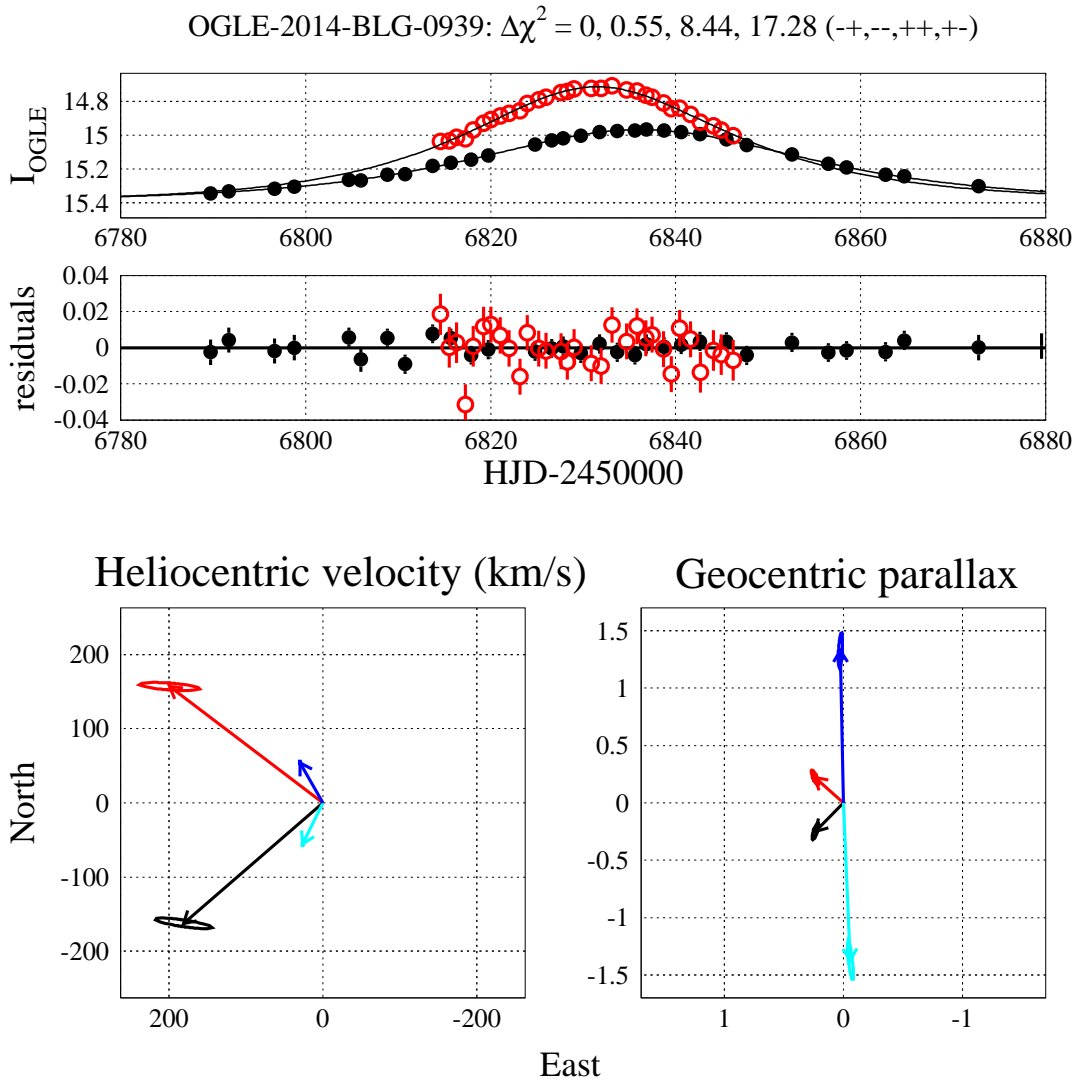 OGLE-2014-BLG-0939: Δχ² = 0, 0.55, 8.44, 17.28 (-+,--,++,+-)
I_OGLE
14.8
15
15.2
15.4
6780 6800 6820 6840 6860 6880
residuals
0.04
0.02
0
-0.02
-0.04
6780 6800 6820 6840 6860 6880
HJD-2450000
Heliocentric velocity (km/s)
North
200
100
0
-100
-200
200 0 -200
Geocentric parallax
1.5
1
0.5
0
-0.5
-1
-1.5
1 0 -1
East